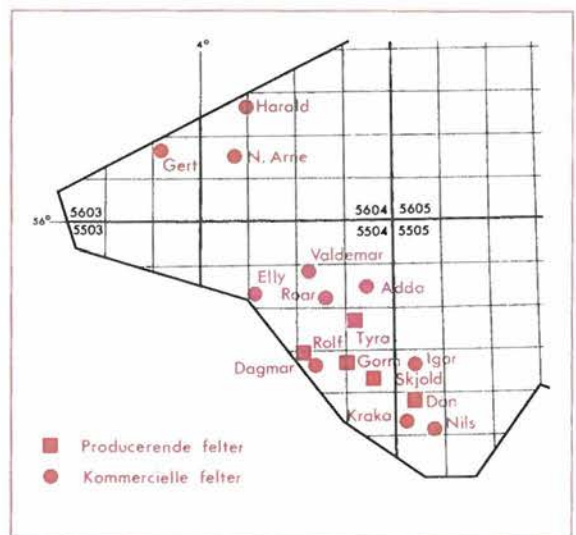 4°
Harald
Gert
N. Arne
5603
5604 5605
56°
5503
5504 5505
Valdemar
Elly
Adda
Roar
Tyra
Rolf
Gorm
Igor
Dagmar
Skjold
Dan
Kraka
Nils
Producerende felter
Kommercielle felter